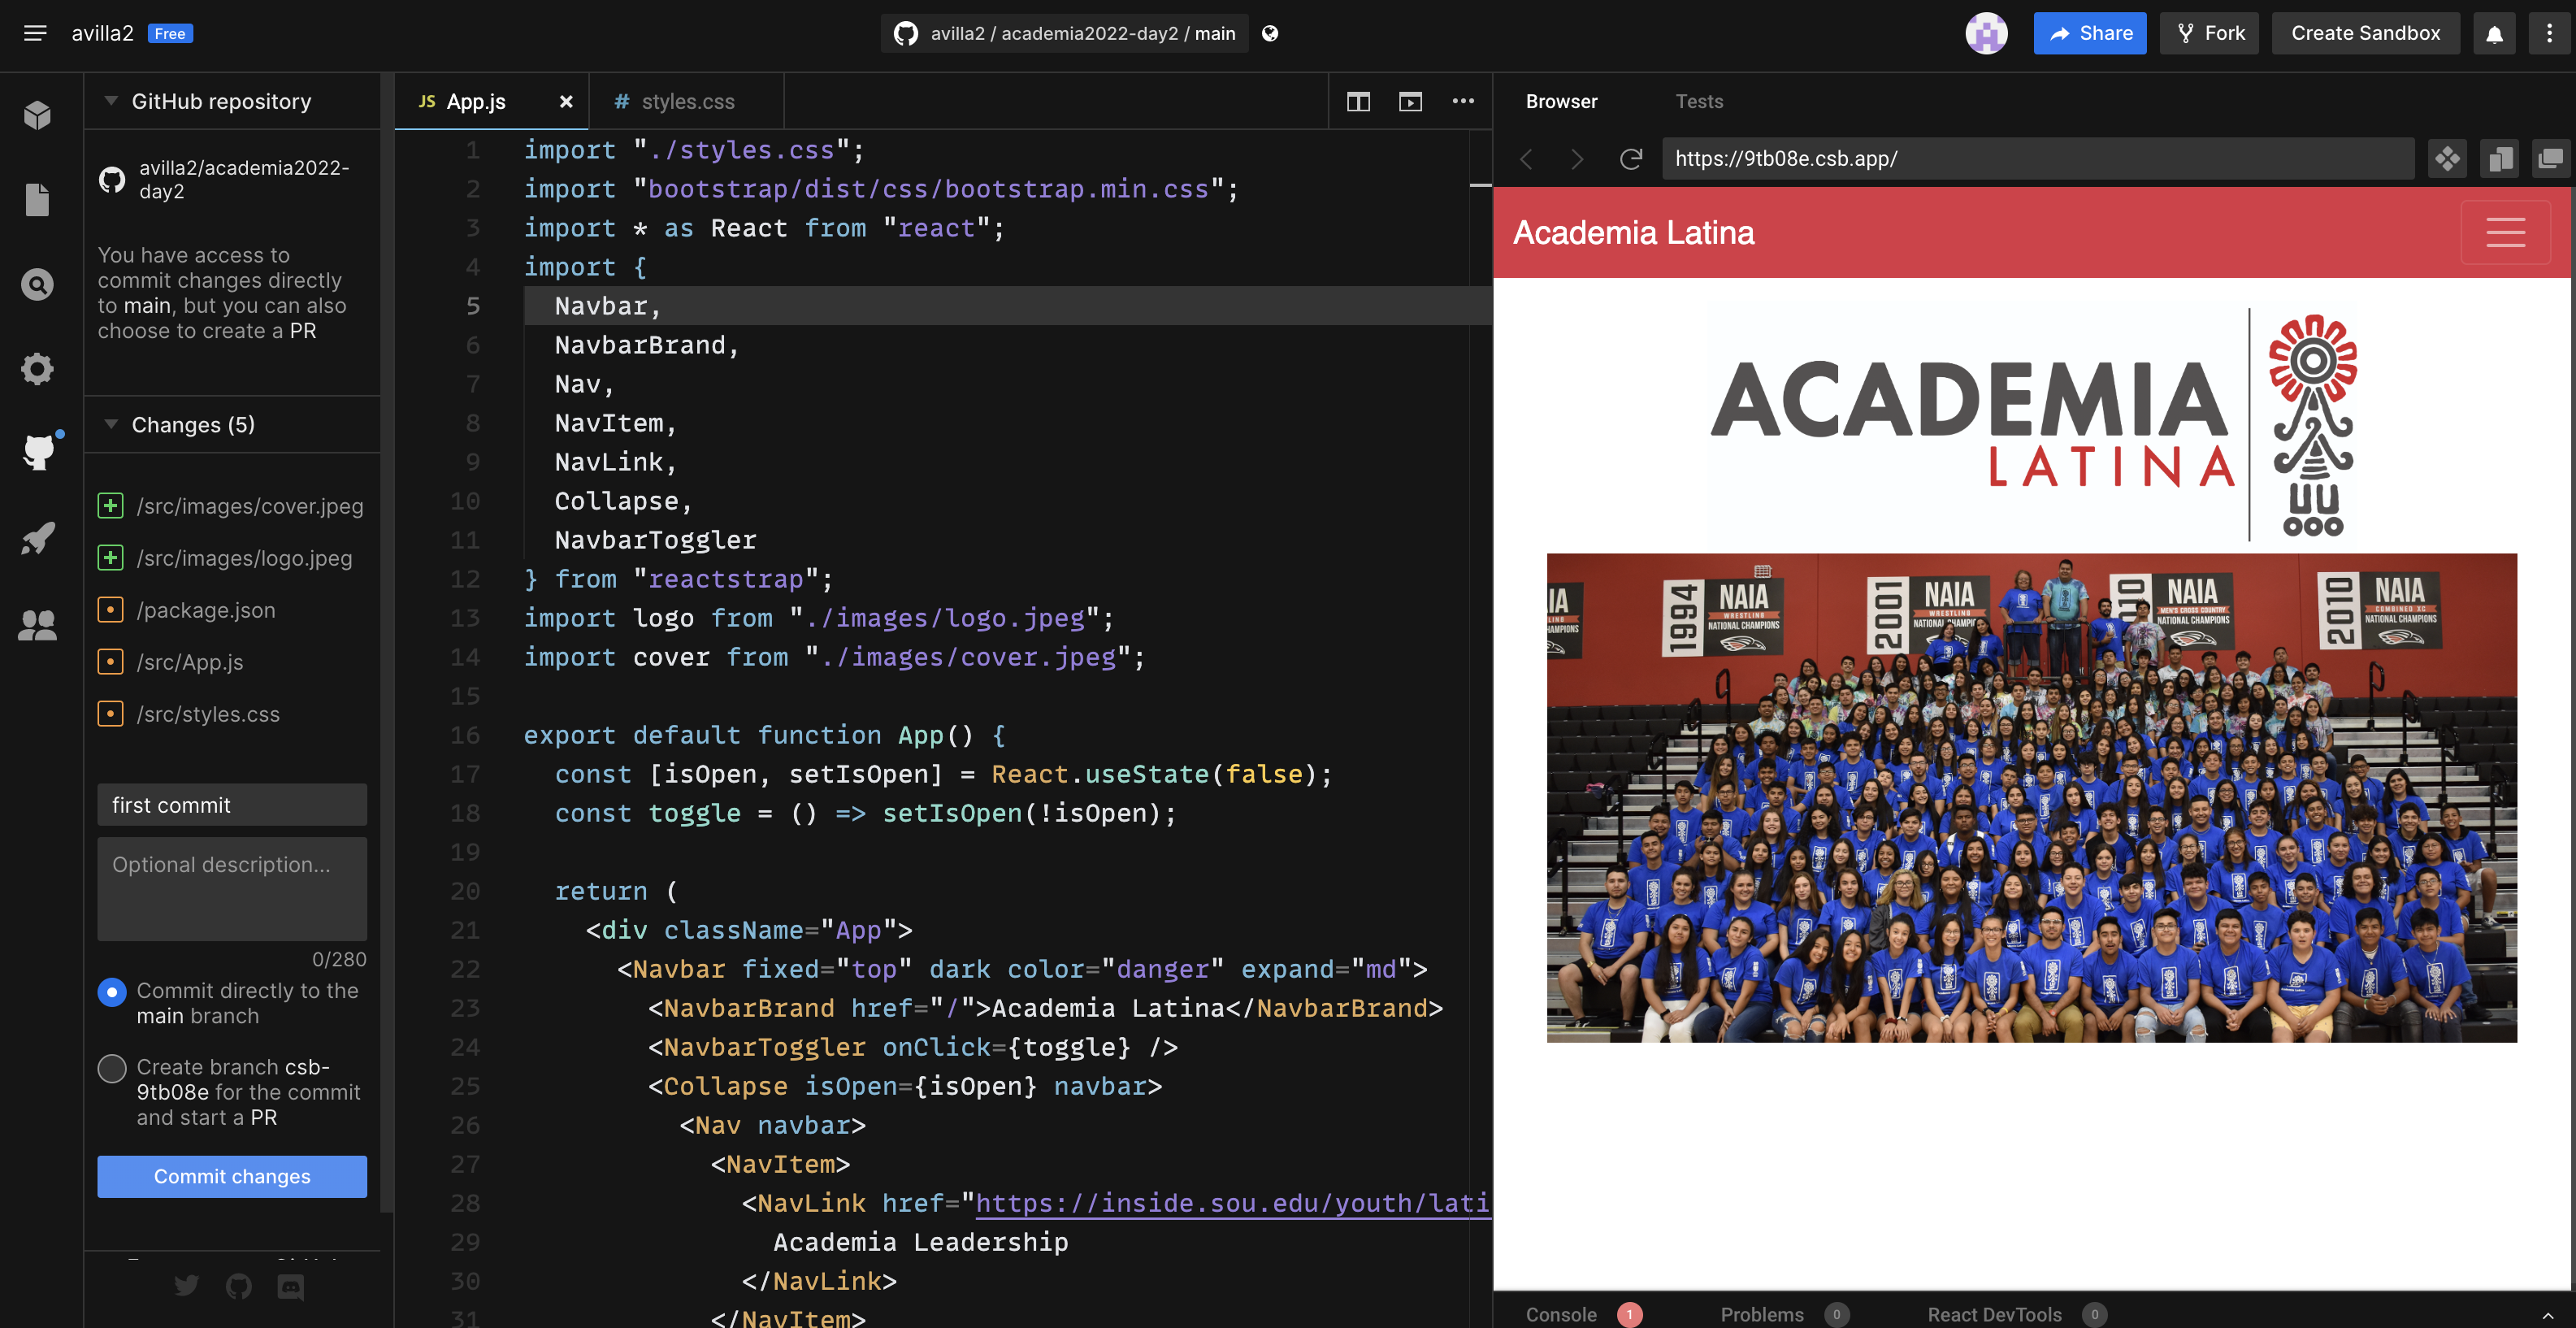 avilla2 Free
avilla2 / academia2022-day2 / main
Share
Fork
Create Sandbox
GitHub repository
avilla2/academia2022-
day2
You have access to
commit changes directly
to main, but you can also
choose to create a PR
Changes (5)
/src/images/cover.jpeg
/src/images/logo.jpeg
/package.json
/src/App.js
/src/styles.css
first commit
Optional description...
0/280
Commit directly to the
main branch
Create branch csb-
9tb08e for the commit
and start a PR
Commit changes
JS App.js
# styles.css
1 import "./styles.css";
2 import "bootstrap/dist/css/bootstrap.min.css";
3 import * as React from "react";
4 import {
5 Navbar,
6 NavbarBrand,
7 Nav,
8 NavItem,
9 NavLink,
10 Collapse,
11 NavbarToggler
12 } from "reactstrap";
13 import logo from "./images/logo.jpeg";
14 import cover from "./images/cover.jpeg";
15
16 export default function App() {
17 const [isOpen, setIsOpen] = React.useState(false);
18 const toggle = () => setIsOpen(!isOpen);
19
20 return (
21 <div className="App">
22 <Navbar fixed="top" dark color="danger" expand="md">
23 <NavbarBrand href="/">Academia Latina</NavbarBrand>
24 <NavbarToggler onClick={toggle} />
25 <Collapse isOpen={isOpen} navbar>
26 <Nav navbar>
27 <NavItem>
28 <NavLink href="https://inside.sou.edu/youth/lati
29 Academia Leadership
30 </NavLink>
31 </NavItem>
Browser
Tests
https://9tb08e.csb.app/
Academia Latina
ACADEMIA
LATINA
1994 NAIA WRESTLING NATIONAL CHAMPIONS
2001 NAIA WRESTLING NATIONAL CHAMP
NAIA MEN'S CROSS COUNTRY NATIONAL CHAMPIONS
2010 NAIA COMBINED XC NATIONAL CHAMPIONS
Console 1
Problems 0
React DevTools 0